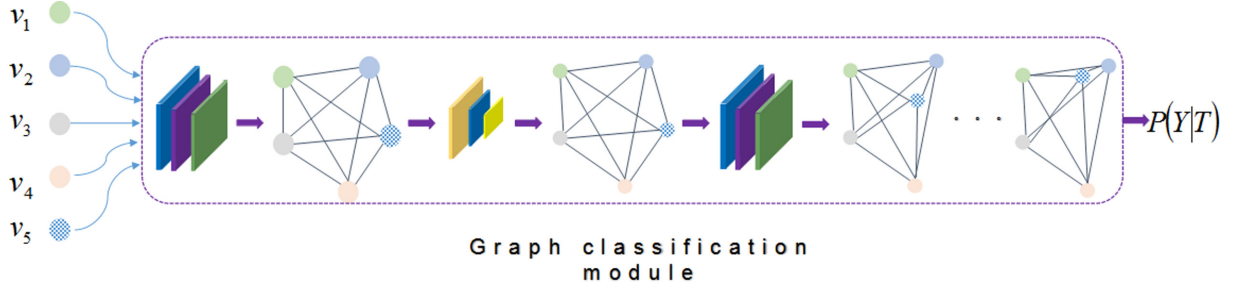 v1
v2
v3
v4
v5
. . .
P(Y|T)
Graph classification
module